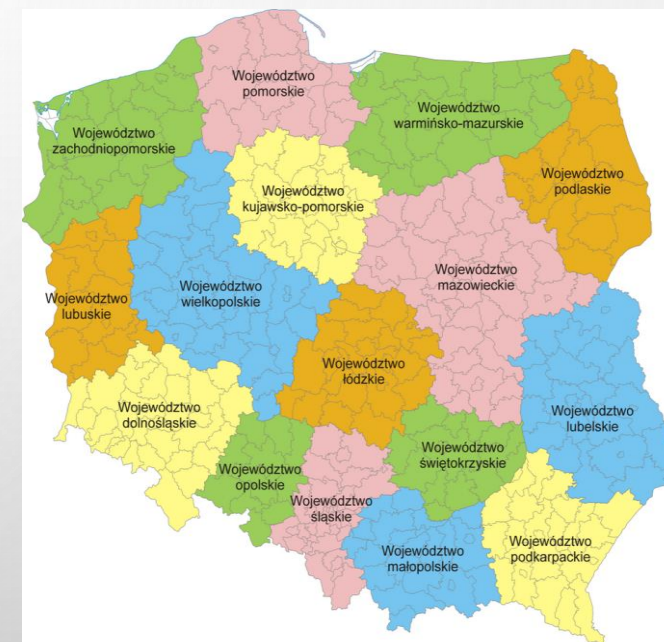 Województwo
pomorskie
Województwo
warmińsko-mazurskie
Województwo
zachodniopomorskie
Województwo
podlaskie
Województwo
kujawsko-pomorskie
Województwo
mazowieckie
Województwo
wielkopolskie
Województwo
lubuskie
Województwo
łódzkie
Województwo
dolnośląskie
Województwo
lubelskie
Województwo
świętokrzyskie
Województwo
opolskie
Województwo
śląskie
Województwo
małopolskie
Województwo
podkarpackie